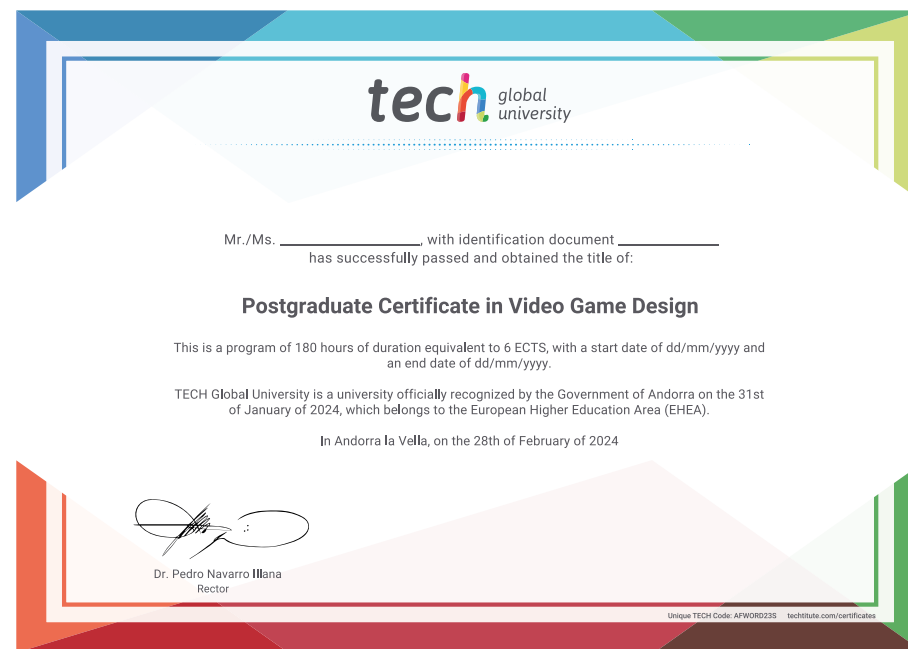 tech global
university
Mr./Ms. ____________________, with identification document ______________
has successfully passed and obtained the title of:
Postgraduate Certificate in Video Game Design
This is a program of 180 hours of duration equivalent to 6 ECTS, with a start date of dd/mm/yyyy and
an end date of dd/mm/yyyy.
TECH Global University is a university officially recognized by the Government of Andorra on the 31st
of January of 2024, which belongs to the European Higher Education Area (EHEA).
In Andorra la Vella, on the 28th of February of 2024
Dr. Pedro Navarro Illana
Rector
Unique TECH Code: AFWORD23S techtitute.com/certificates